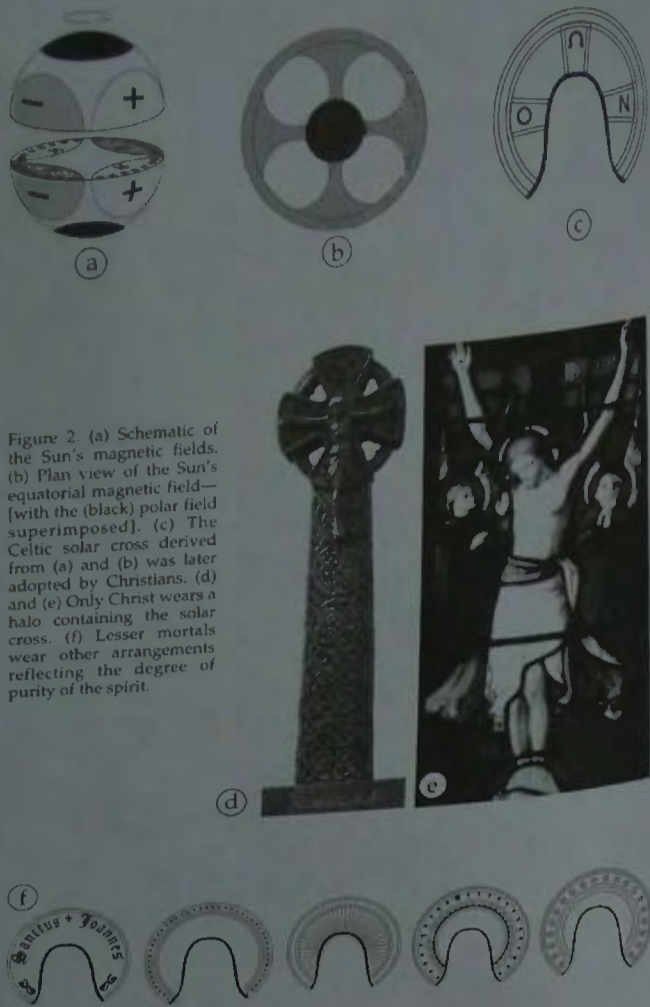 − +
− +
a
b
O Ω N
c
Figure 2. (a) Schematic of
the Sun's magnetic fields.
(b) Plan view of the Sun's
equatorial magnetic field—
[with the (black) polar field
superimposed]. (c) The
Celtic solar cross derived
from (a) and (b) was later
adopted by Christians. (d)
and (e) Only Christ wears a
halo containing the solar
cross. (f) Lesser mortals
wear other arrangements
reflecting the degree of
purity of the spirit.
d
e
f
Sanctus + Joannes